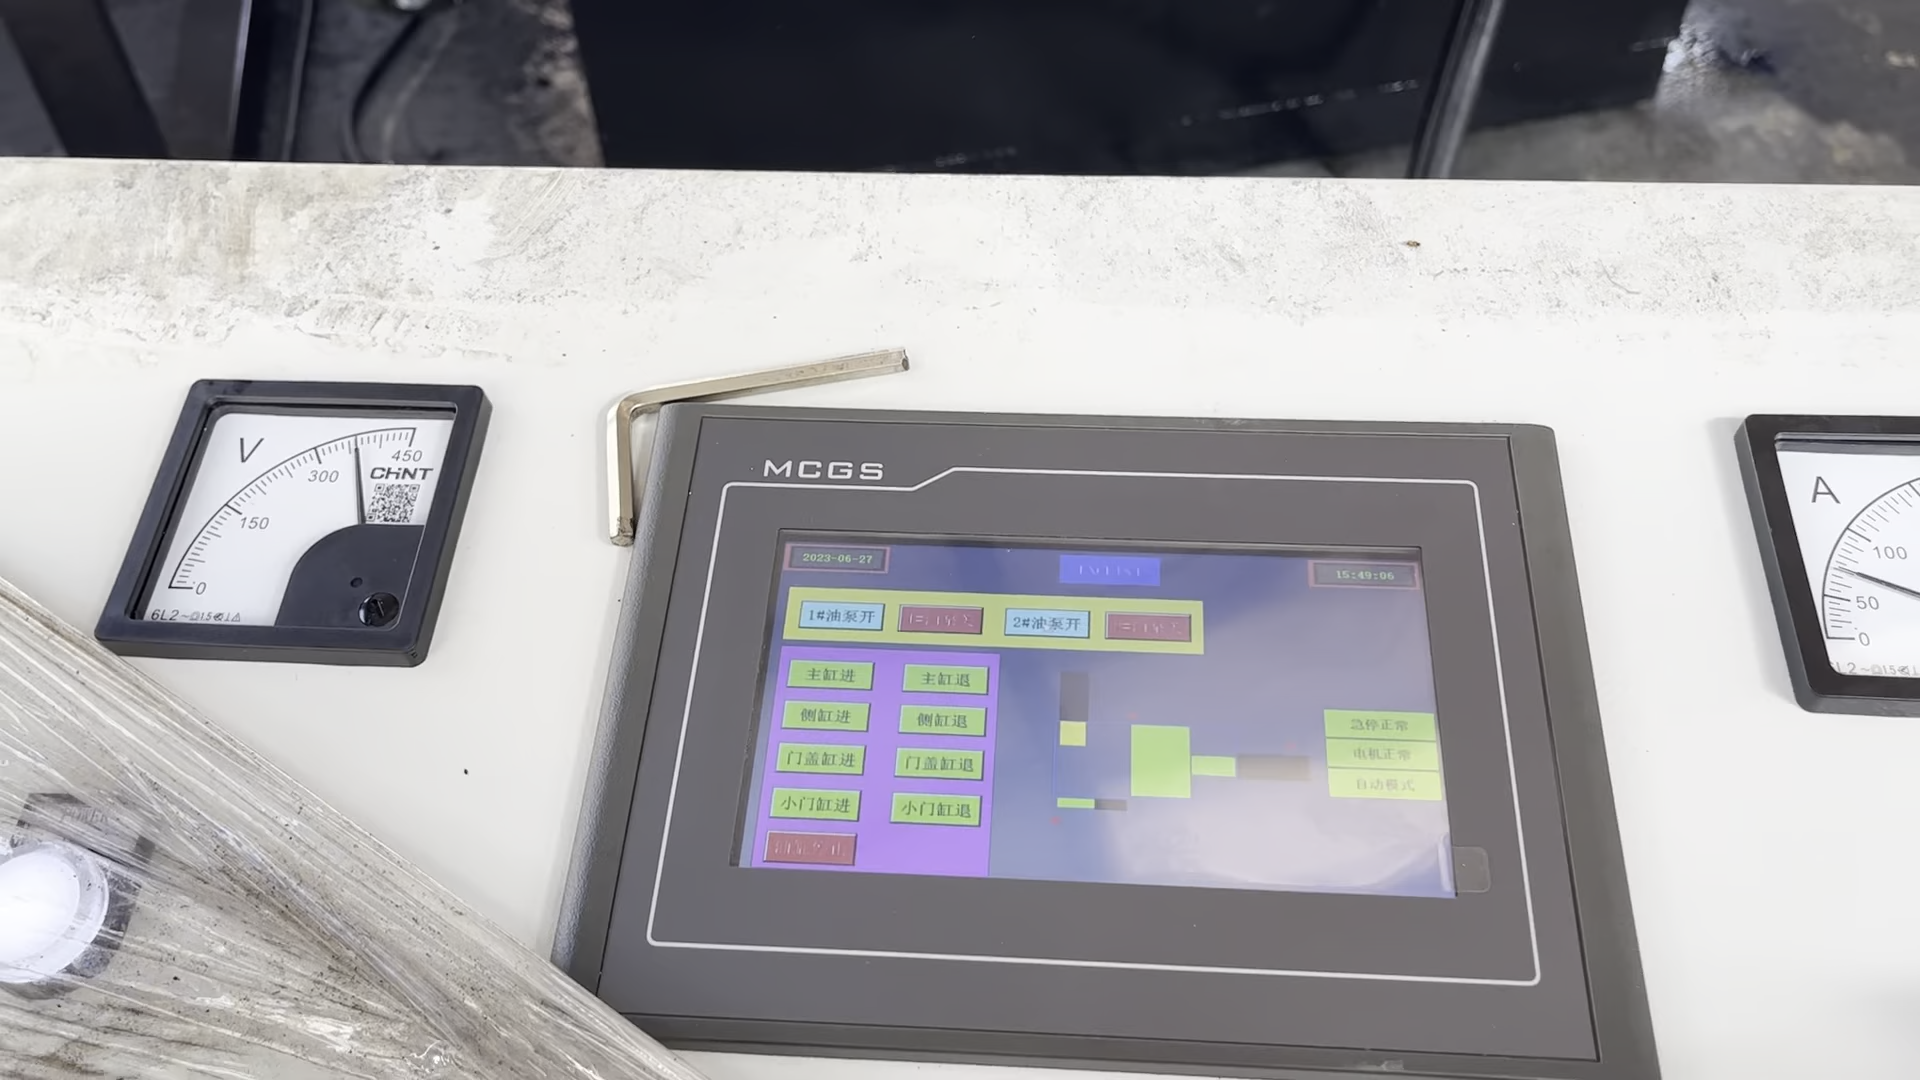 V
450
300
CHNT
150
0
6L2
MCGS
2023-06-27
15:49:06
1#油泵开
2#油泵开
主缸进
主缸退
侧缸进
侧缸退
门盖缸进
门盖缸退
小门缸进
小门缸退
急停正常
电机正常
自动模式
A
100
50
0
POWER